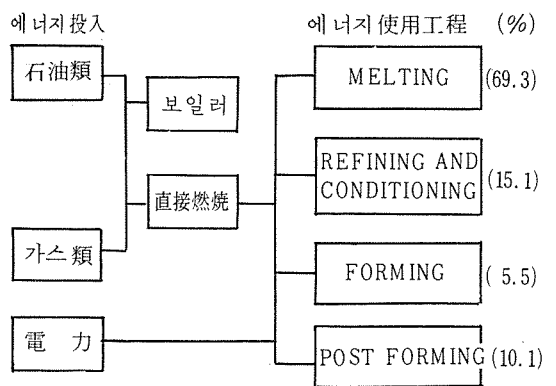 에너지投入
에너지使用工程 (%)
石油類
보일러
直接燃燒
가스類
電 力
MELTING (69.3)
REFINING AND
CONDITIONING (15.1)
FORMING ( 5.5)
POST FORMING (10.1)